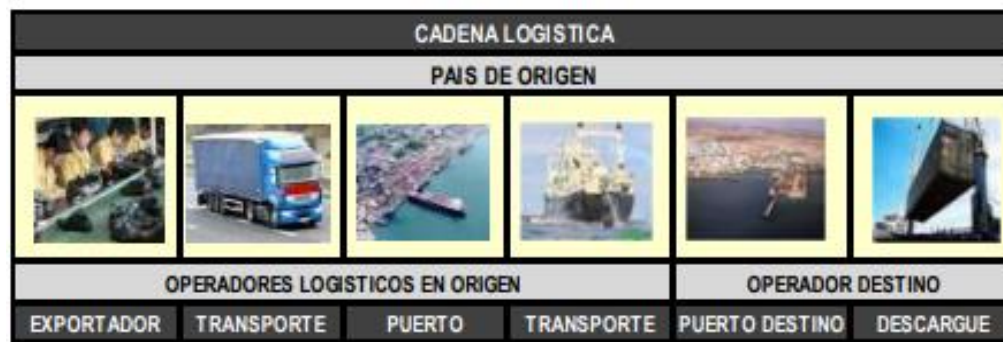 CADENA LOGISTICA
PAIS DE ORIGEN
OPERADORES LOGISTICOS EN ORIGEN
OPERADOR DESTINO
EXPORTADOR
TRANSPORTE
PUERTO
TRANSPORTE
PUERTO DESTINO
DESCARGUE